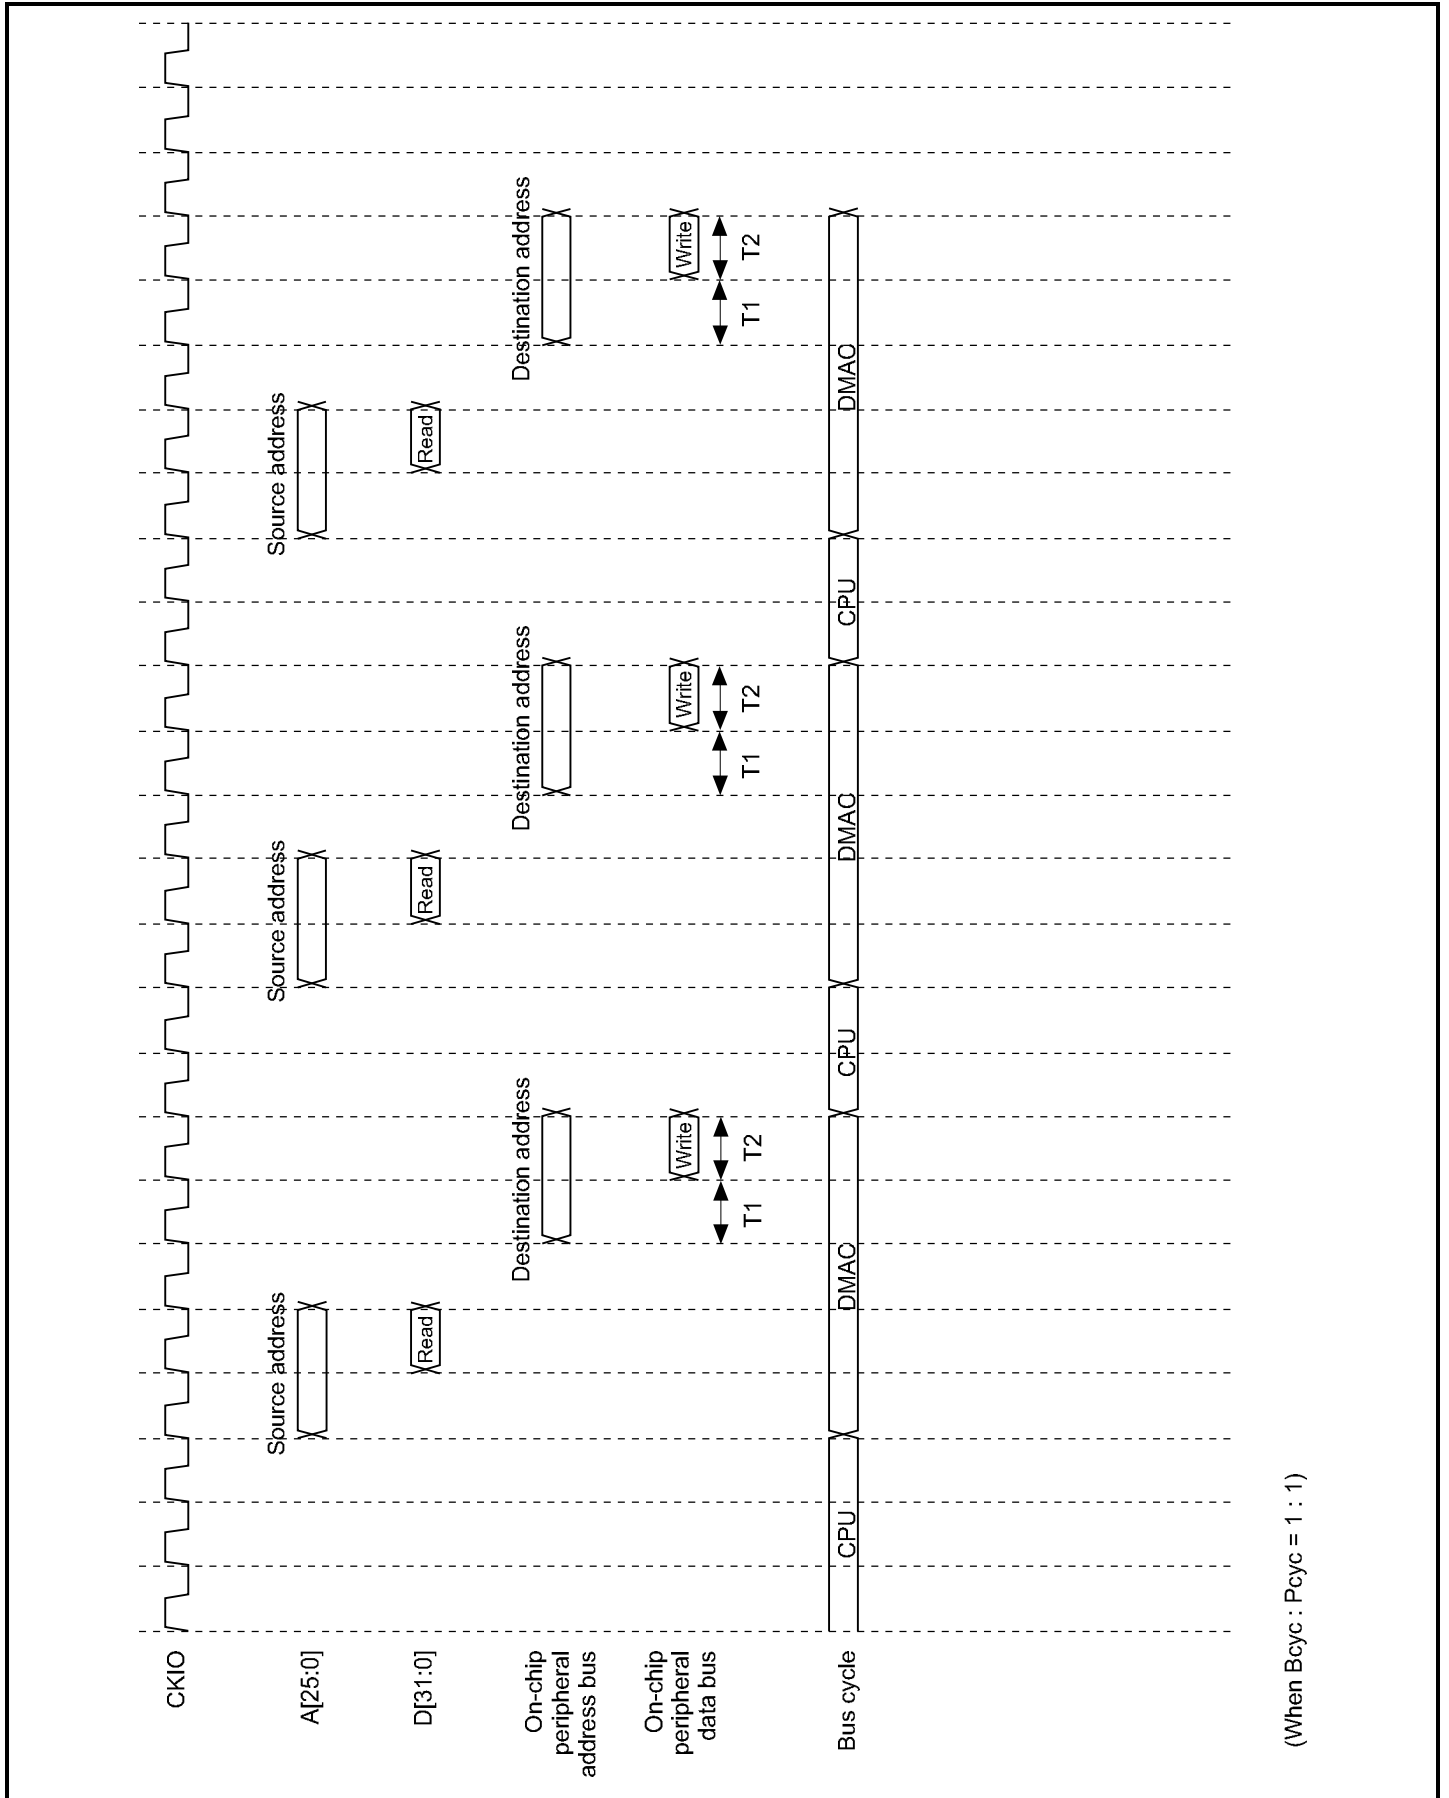 CKIO
A[25:0]
Source address
Source address
Source address
D[31:0]
Read
Read
Read
On-chip
peripheral
address bus
Destination address
Destination address
Destination address
On-chip
peripheral
data bus
Write
Write
Write
T1
T2
T1
T2
T1
T2
Bus cycle
CPU
DMAC
CPU
DMAC
CPU
DMAC
(When Bcyc : Pcyc = 1 : 1)